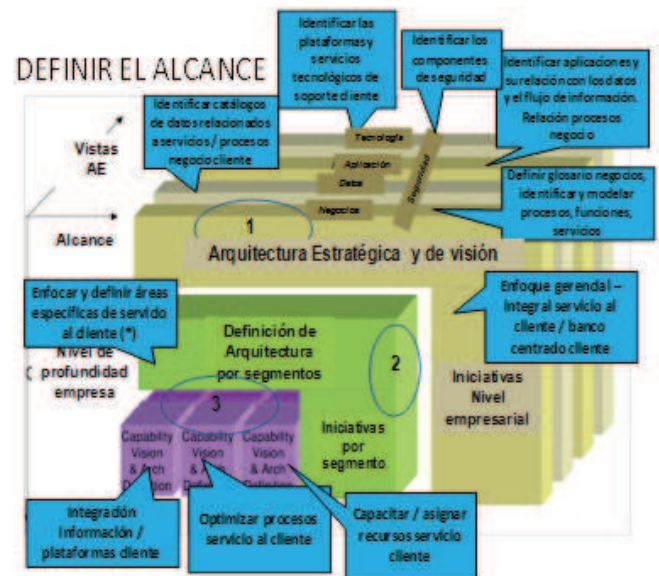 DEFINIR EL ALCANCE
Identificar las
plataformas y
servicios
tecnológicos de
soporte cliente
Identificar los
componentes
de seguridad
Identificar aplicaciones y
su relación con los datos
y el flujo de información.
Relación procesos
negocio
Identificar catálogos
de datos relacionados
a servicios / procesos
negocio cliente
Vistas
AE
Tecnología
Aplicación
Datos
Negocios
Seguridad
Definir glosario negocios,
identificar y modelar
procesos, funciones,
servicios
Alcance
1
Arquitectura Estratégica y de visión
Enfocar y definir áreas
específicas de servicio
al cliente (*)
Nivel de
profundidad
empresa
Definición de
Arquitectura
por segmentos
2
Enfoque gerencial –
Integral servicio al
cliente / banco
centrado cliente
Iniciativas
Nivel
empresarial
3
Iniciativas
por
segmento
Capability
Vision
& Arch
Capability
Vision
& Arch
Capability
Vision
& Arch
Integración
Información /
plataformas cliente
Optimizar procesos
servicio al cliente
Capacitar / asignar
recursos servicio
cliente